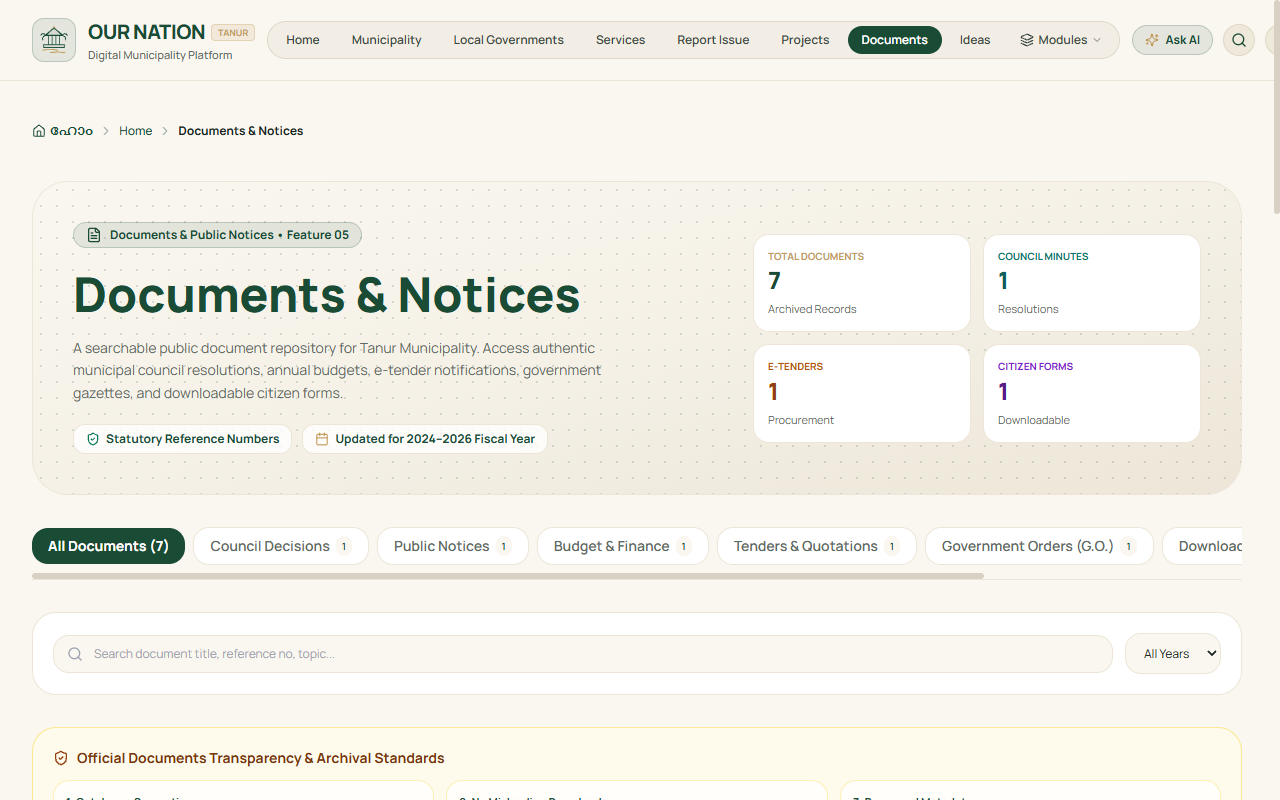 OUR NATION TANUR
Digital Municipality Platform
Home Municipality Local Governments Services Report Issue Projects Documents Ideas Modules Ask AI
ഹോം Home Documents & Notices
Documents & Public Notices • Feature 05
Documents & Notices
A searchable public document repository for Tanur Municipality. Access authentic
municipal council resolutions, annual budgets, e-tender notifications, government
gazettes, and downloadable citizen forms.
Statutory Reference Numbers Updated for 2024–2026 Fiscal Year
TOTAL DOCUMENTS
7
Archived Records
COUNCIL MINUTES
1
Resolutions
E-TENDERS
1
Procurement
CITIZEN FORMS
1
Downloadable
All Documents (7) Council Decisions 1 Public Notices 1 Budget & Finance 1 Tenders & Quotations 1 Government Orders (G.O.) 1
Search document title, reference no, topic... All Years
Official Documents Transparency & Archival Standards